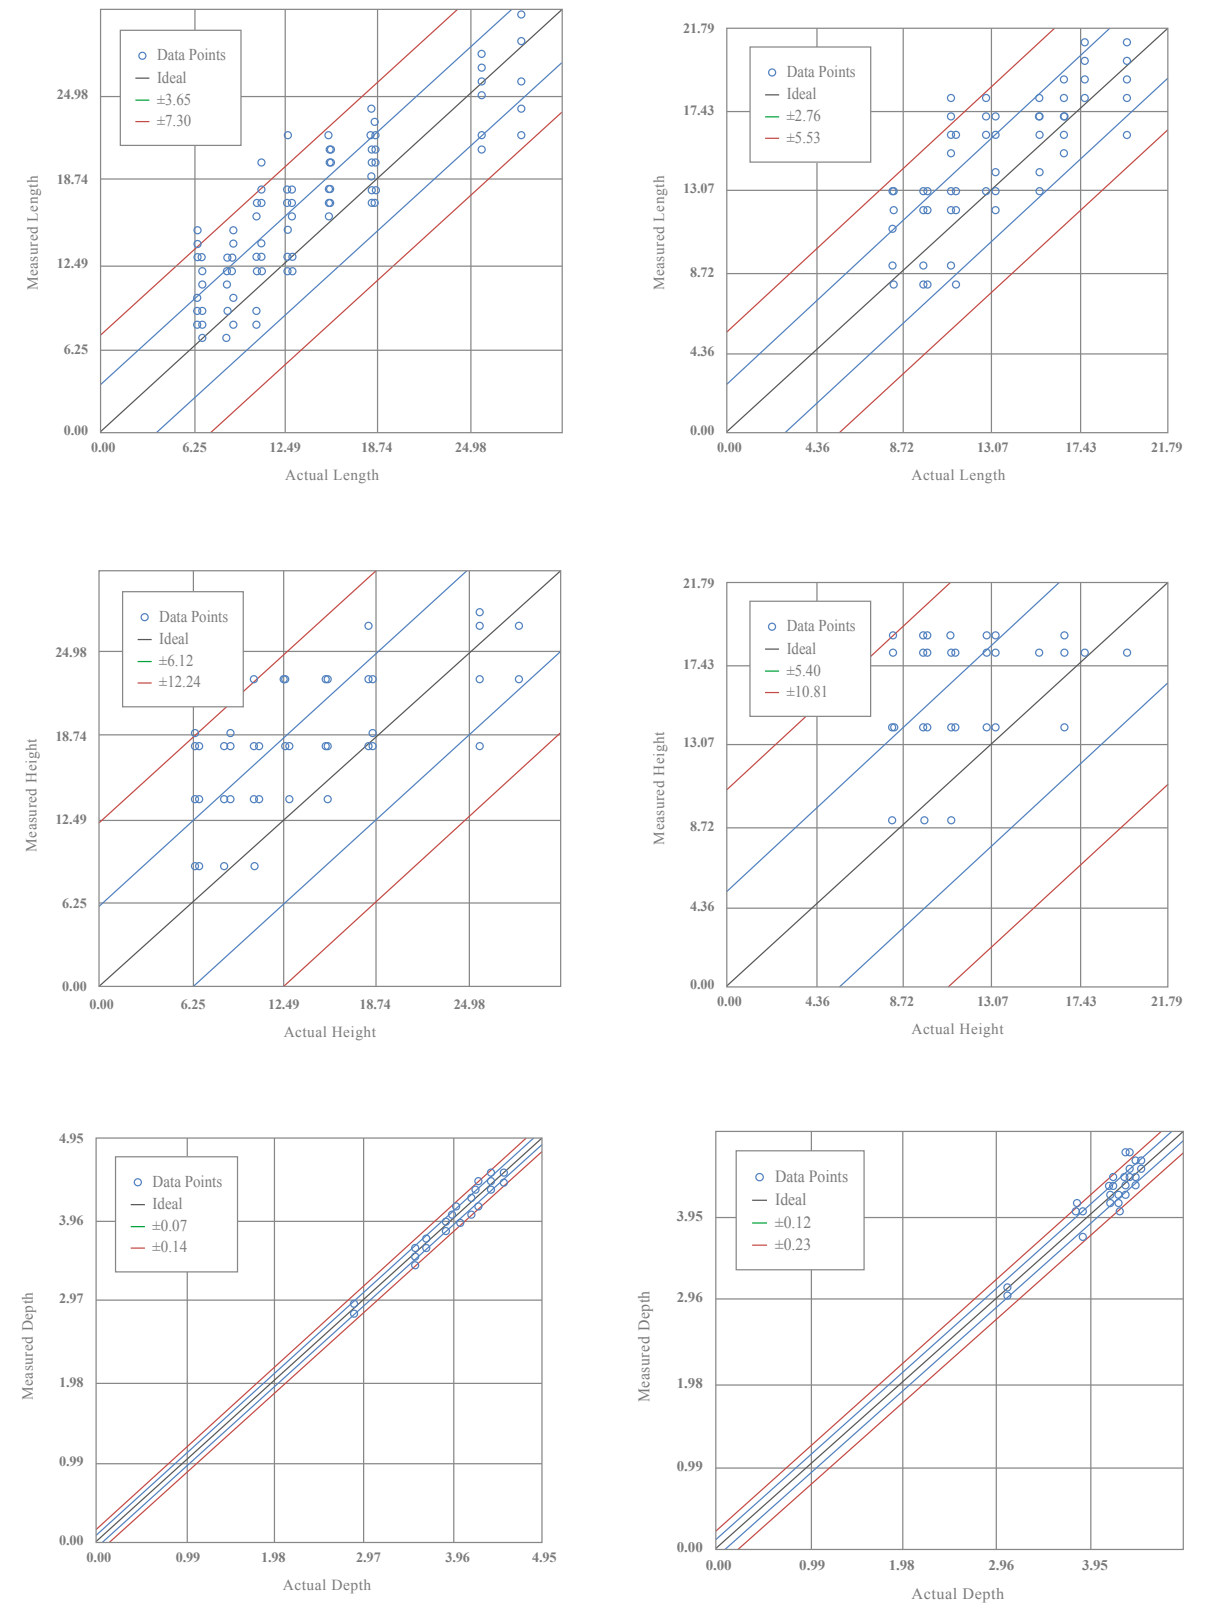 Data Points
Ideal
±3.65
±7.30
24.98
18.74
12.49
6.25
0.00
Measured Length
0.00 6.25 12.49 18.74 24.98
Actual Length
21.79
Data Points
Ideal
±2.76
±5.53
17.43
13.07
8.72
4.36
0.00
Measured Length
0.00 4.36 8.72 13.07 17.43 21.79
Actual Length
Data Points
Ideal
±6.12
±12.24
24.98
18.74
12.49
6.25
0.00
Measured Height
0.00 6.25 12.49 18.74 24.98
Actual Height
21.79
Data Points
Ideal
±5.40
±10.81
17.43
13.07
8.72
4.36
0.00
Measured Height
0.00 4.36 8.72 13.07 17.43 21.79
Actual Height
4.95
Data Points
Ideal
±0.07
±0.14
3.96
2.97
1.98
0.99
0.00
Measured Depth
0.00 0.99 1.98 2.97 3.96 4.95
Actual Depth
Data Points
Ideal
±0.12
±0.23
3.95
2.96
1.98
0.99
0.00
Measured Depth
0.00 0.99 1.98 2.96 3.95
Actual Depth